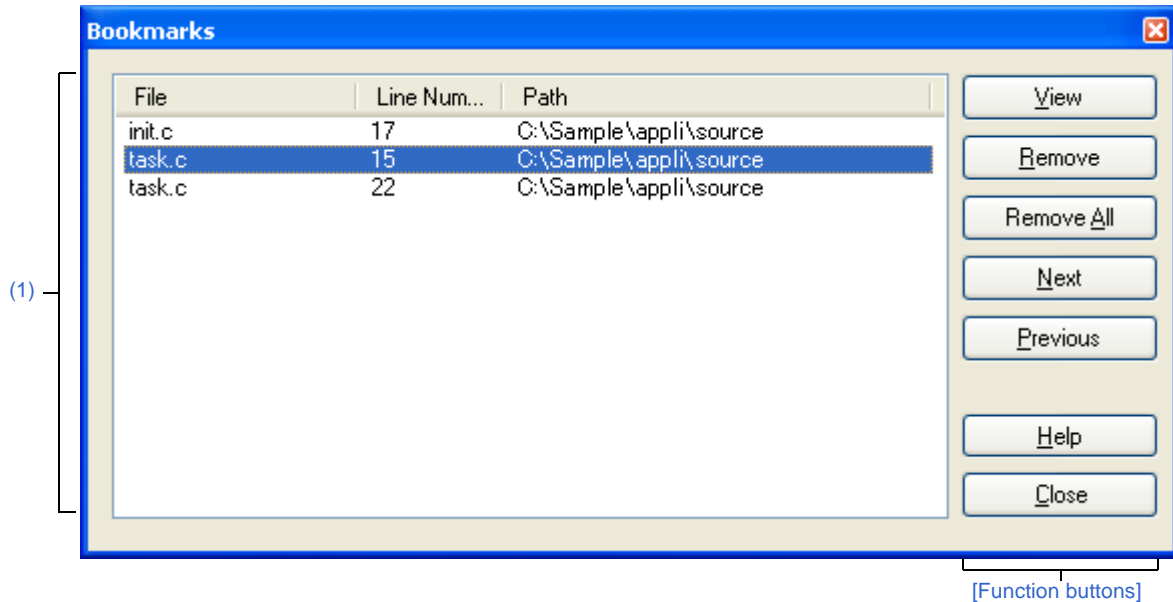 Bookmarks
File Line Num... Path
init.c 17 C:\Sample\appli\source
task.c 15 C:\Sample\appli\source
task.c 22 C:\Sample\appli\source
View
Remove
Remove All
Next
Previous
Help
Close
(1)
[Function buttons]